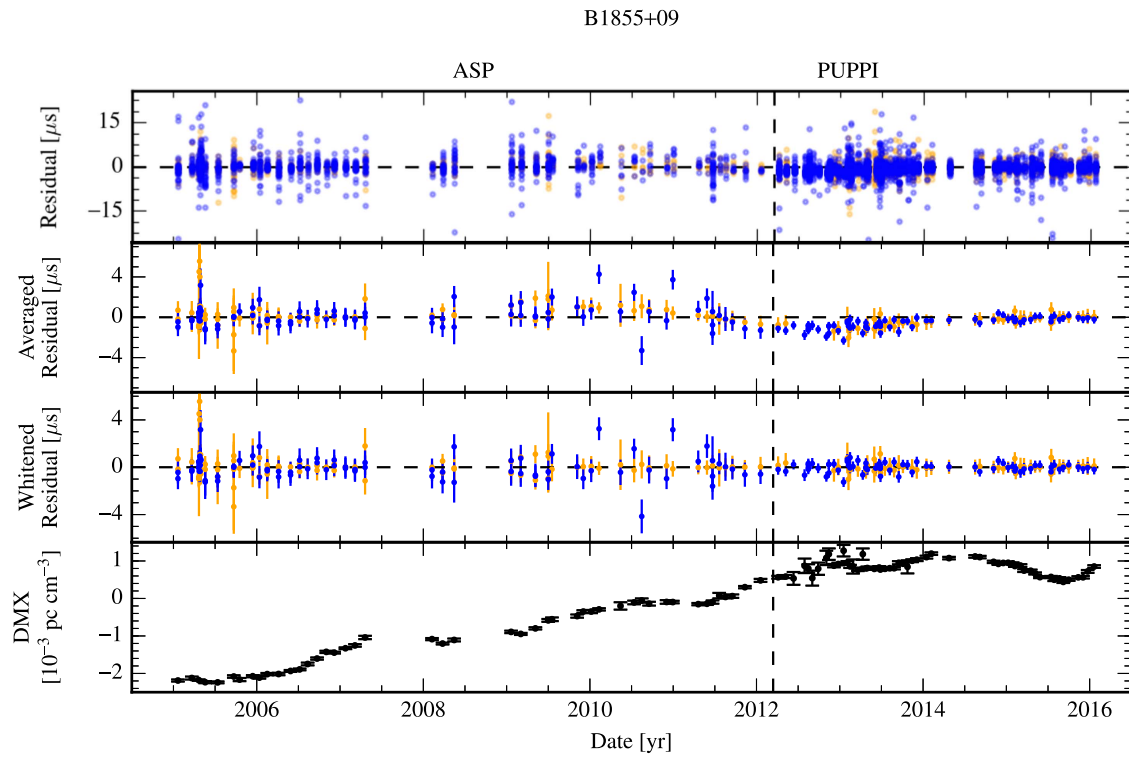 B1855+09
ASP PUPPI
Residual [μs]
15
0
−15
Averaged
Residual [μs]
4
0
−4
Whitened
Residual [μs]
4
0
−4
DMX
[10⁻³ pc cm⁻³]
1
0
−1
−2
2006 2008 2010 2012 2014 2016
Date [yr]